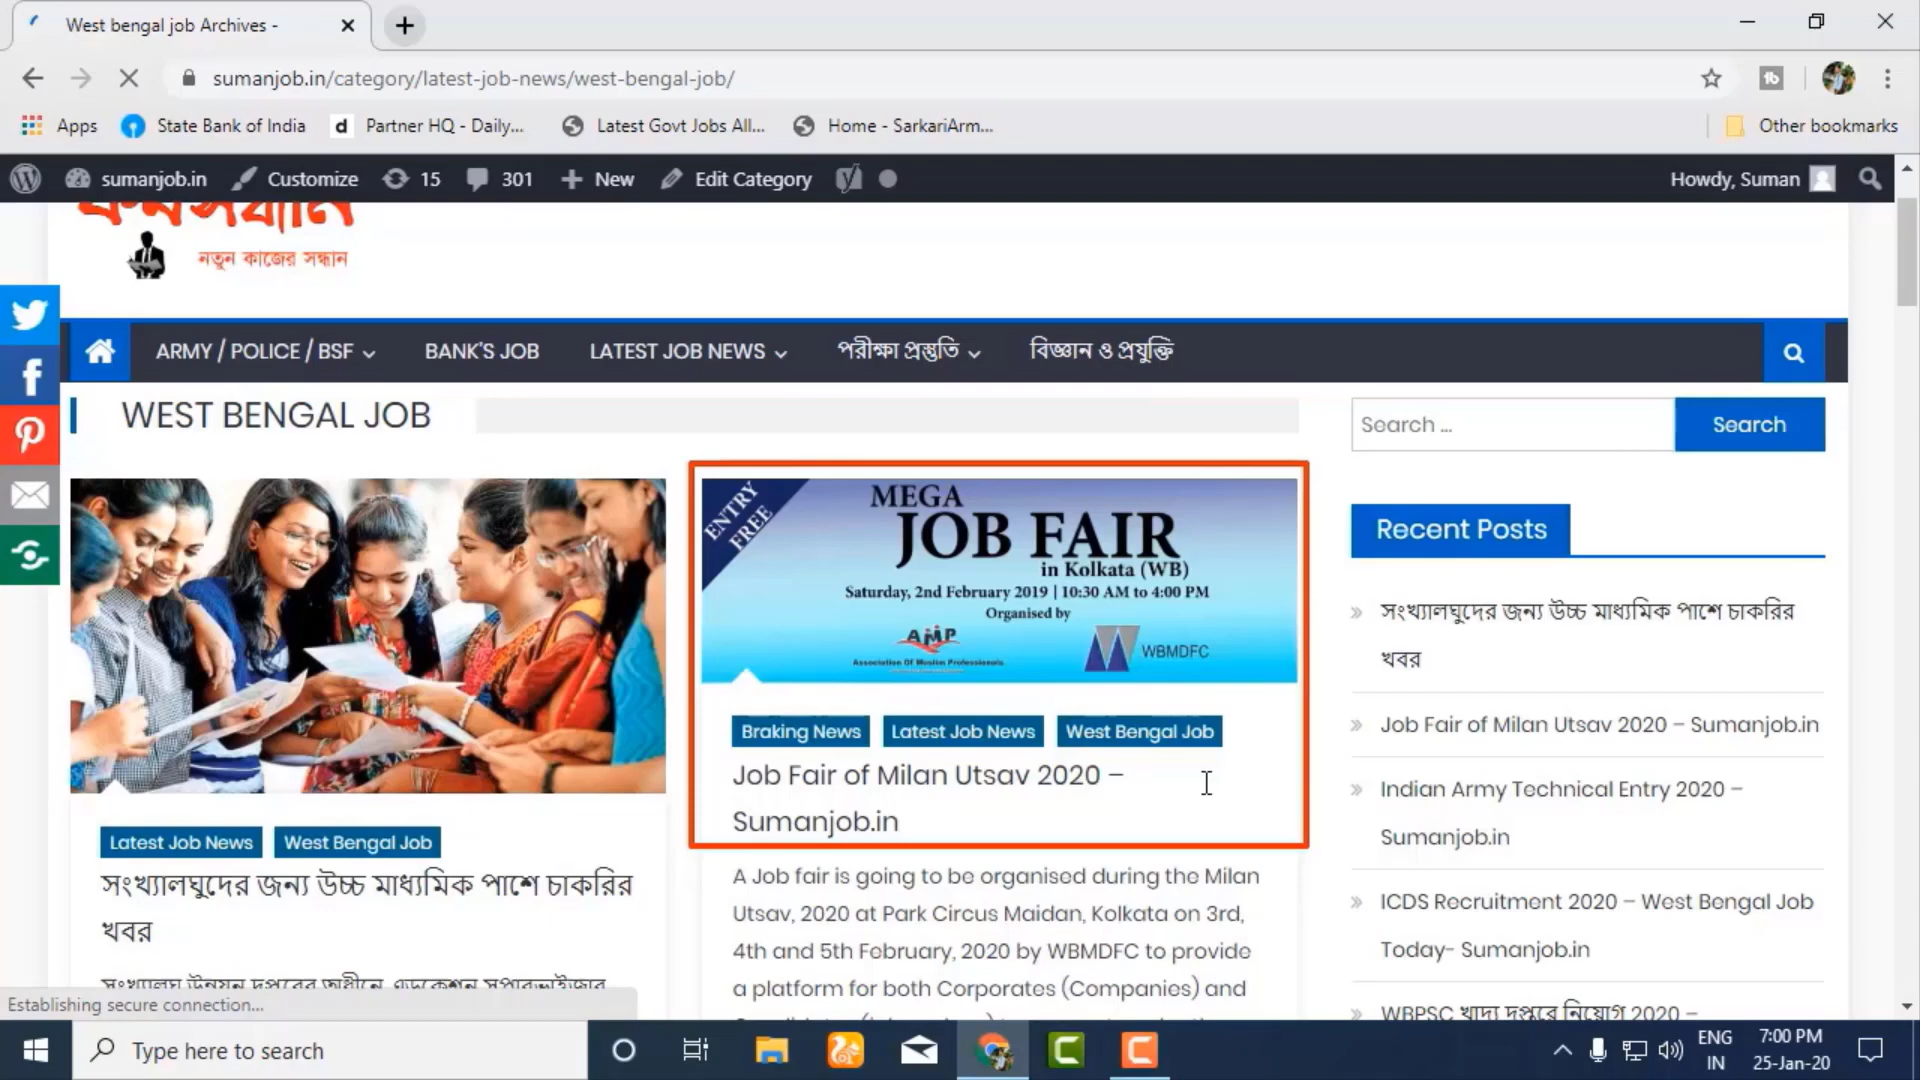 West bengal job Archives -
sumanjob.in/category/latest-job-news/west-bengal-job/
Apps
State Bank of India
d
Partner HQ - Daily...
Latest Govt Jobs All...
Home - SarkariArm...
Other bookmarks
sumanjob.in
Customize
15
301
New
Edit Category
Howdy, Suman
নতুন কাজের সন্ধান
ARMY / POLICE / BSF
BANK'S JOB
LATEST JOB NEWS
পরীক্ষা প্রস্তুতি
বিজ্ঞান ও প্রযুক্তি
WEST BENGAL JOB
Search ...
Search
ENTRY
FREE
MEGA
JOB FAIR
in Kolkata (WB)
Saturday, 2nd February 2019 | 10:30 AM to 4:00 PM
Organised by
AMP
Association Of Muslim Professionals
WBMDFC
Braking News
Latest Job News
West Bengal Job
Job Fair of Milan Utsav 2020 –
Sumanjob.in
A Job fair is going to be organised during the Milan
Utsav, 2020 at Park Circus Maidan, Kolkata on 3rd,
4th and 5th February, 2020 by WBMDFC to provide
a platform for both Corporates (Companies) and
Latest Job News
West Bengal Job
সংখ্যালঘুদের জন্য উচ্চ মাধ্যমিক পাশে চাকরির
খবর
Recent Posts
সংখ্যালঘুদের জন্য উচ্চ মাধ্যমিক পাশে চাকরির
খবর
Job Fair of Milan Utsav 2020 – Sumanjob.in
Indian Army Technical Entry 2020 –
Sumanjob.in
ICDS Recruitment 2020 – West Bengal Job
Today- Sumanjob.in
WBPSC খাদ্য দপ্তরে নিয়োগ 2020 –
Establishing secure connection...
Type here to search
ENG
IN
7:00 PM
25-Jan-20